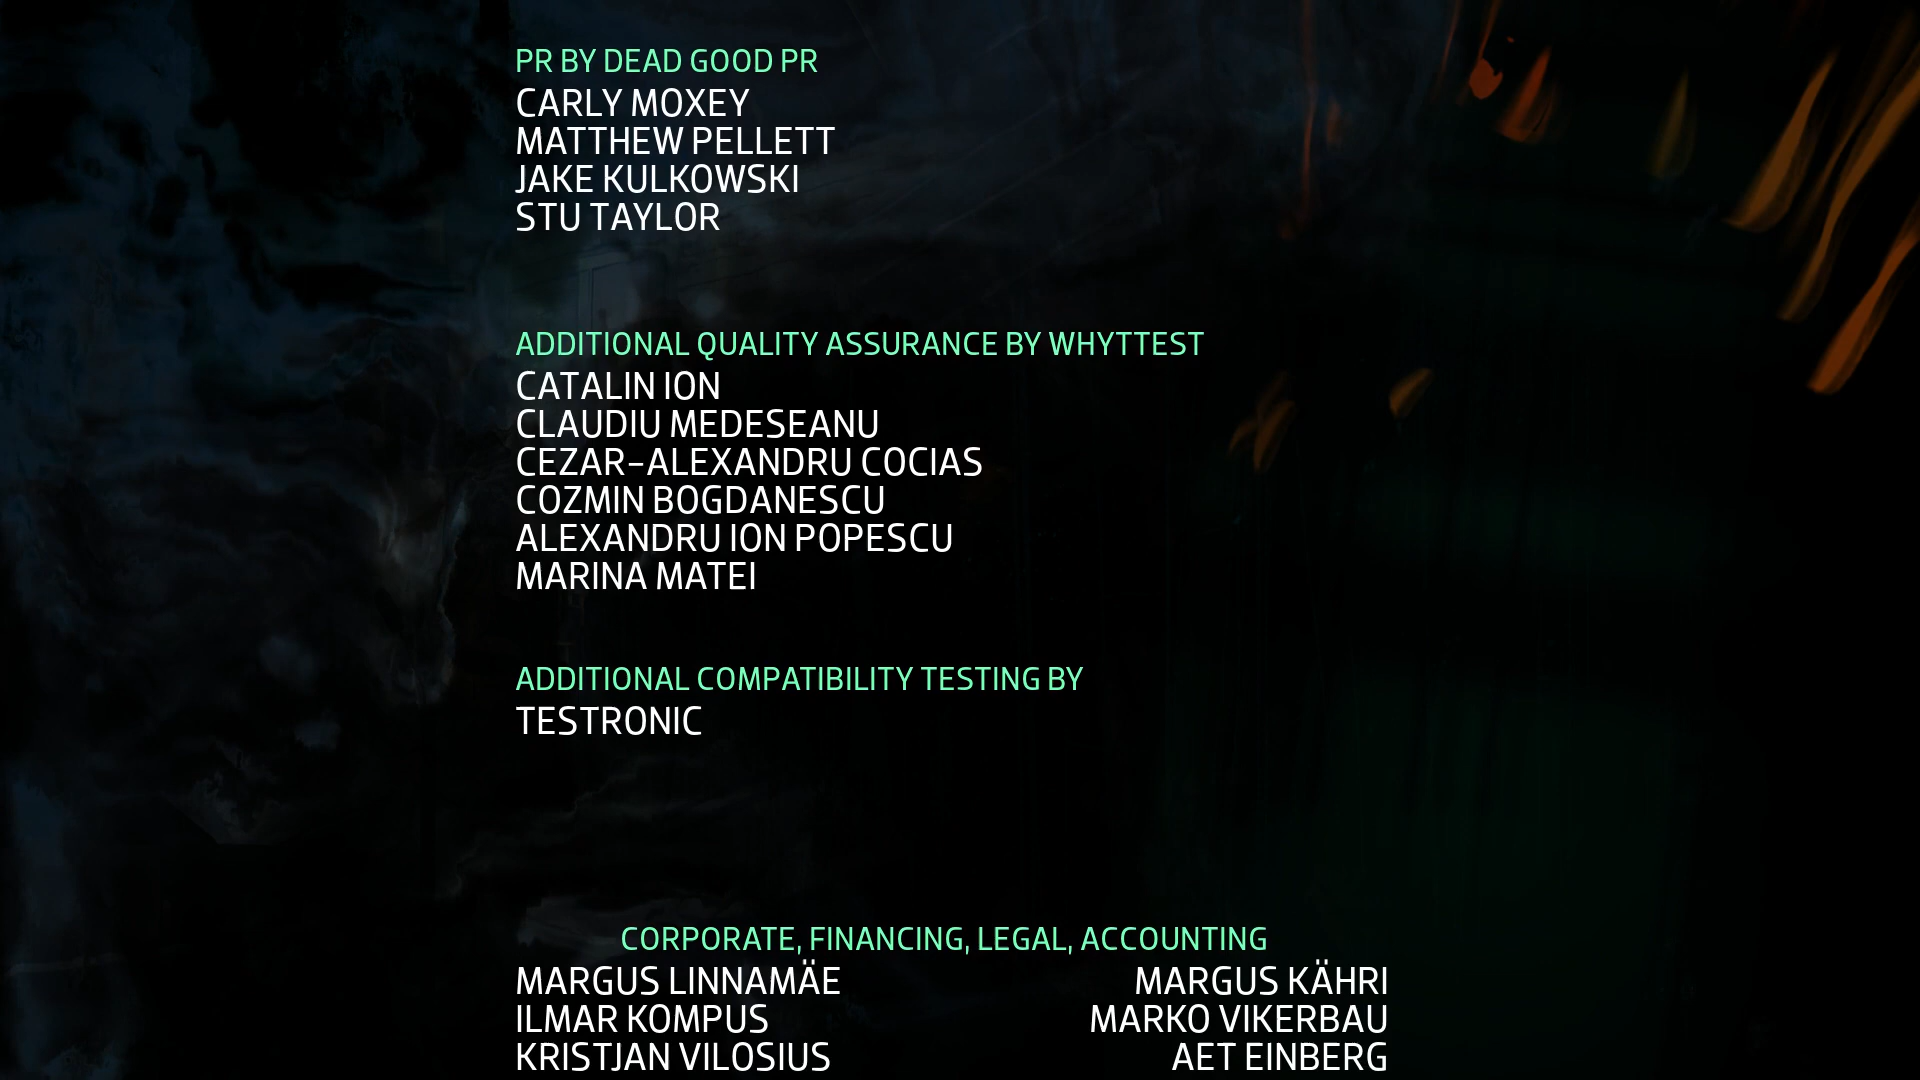 PR BY DEAD GOOD PR
CARLY MOXEY
MATTHEW PELLETT
JAKE KULKOWSKI
STU TAYLOR
ADDITIONAL QUALITY ASSURANCE BY WHYTTEST
CATALIN ION
CLAUDIU MEDESEANU
CEZAR-ALEXANDRU COCIAS
COZMIN BOGDANESCU
ALEXANDRU ION POPESCU
MARINA MATEI
ADDITIONAL COMPATIBILITY TESTING BY
TESTRONIC
CORPORATE, FINANCING, LEGAL, ACCOUNTING
MARGUS LINNAMÄE MARGUS KÄHRI
ILMAR KOMPUS MARKO VIKERBAU
KRISTJAN VILOSIUS AET EINBERG